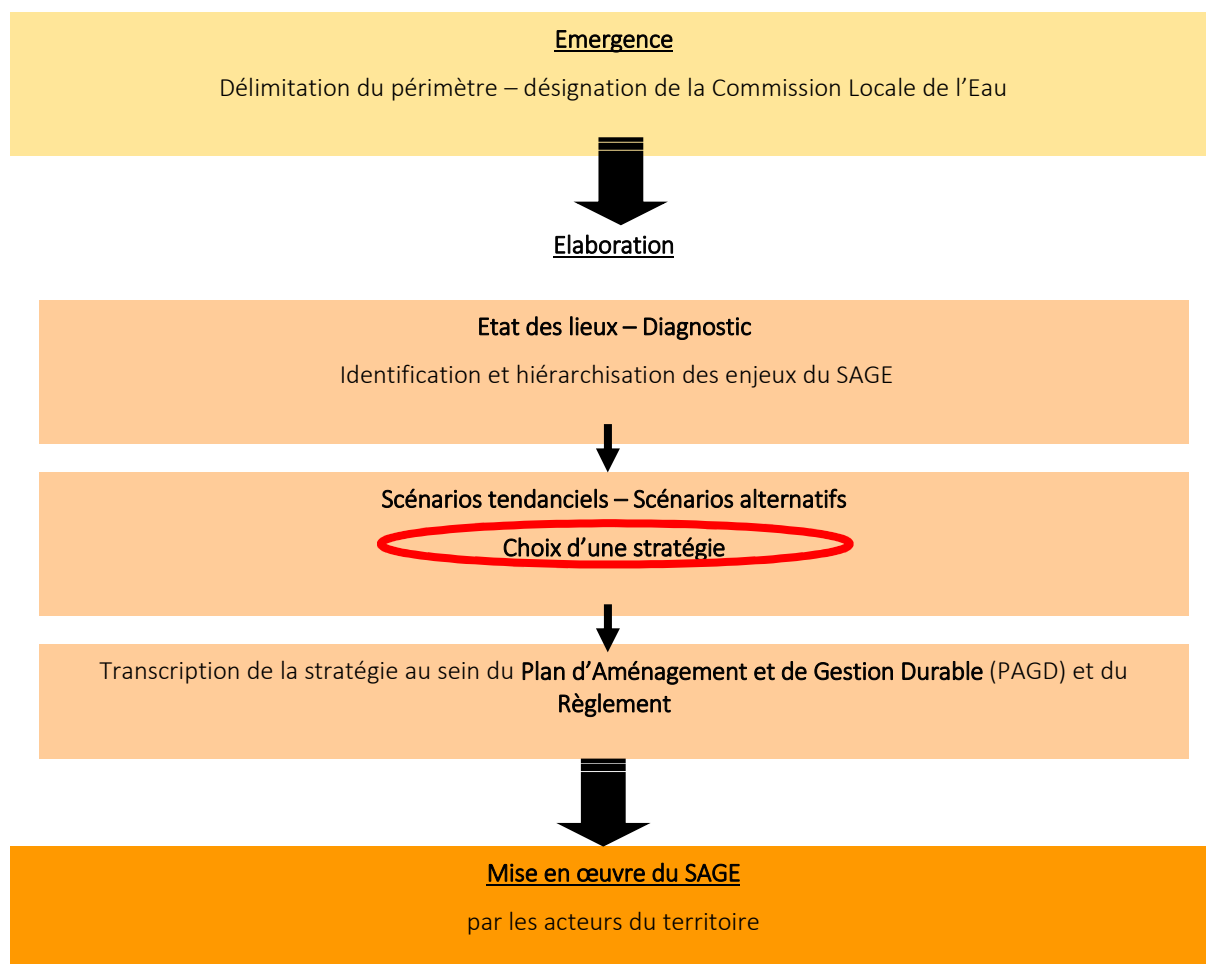 Emergence
Délimitation du périmètre – désignation de la Commission Locale de l’Eau
Elaboration
Etat des lieux – Diagnostic
Identification et hiérarchisation des enjeux du SAGE
Scénarios tendanciels – Scénarios alternatifs
Choix d’une stratégie
Transcription de la stratégie au sein du Plan d’Aménagement et de Gestion Durable (PAGD) et du
Règlement
Mise en œuvre du SAGE
par les acteurs du territoire